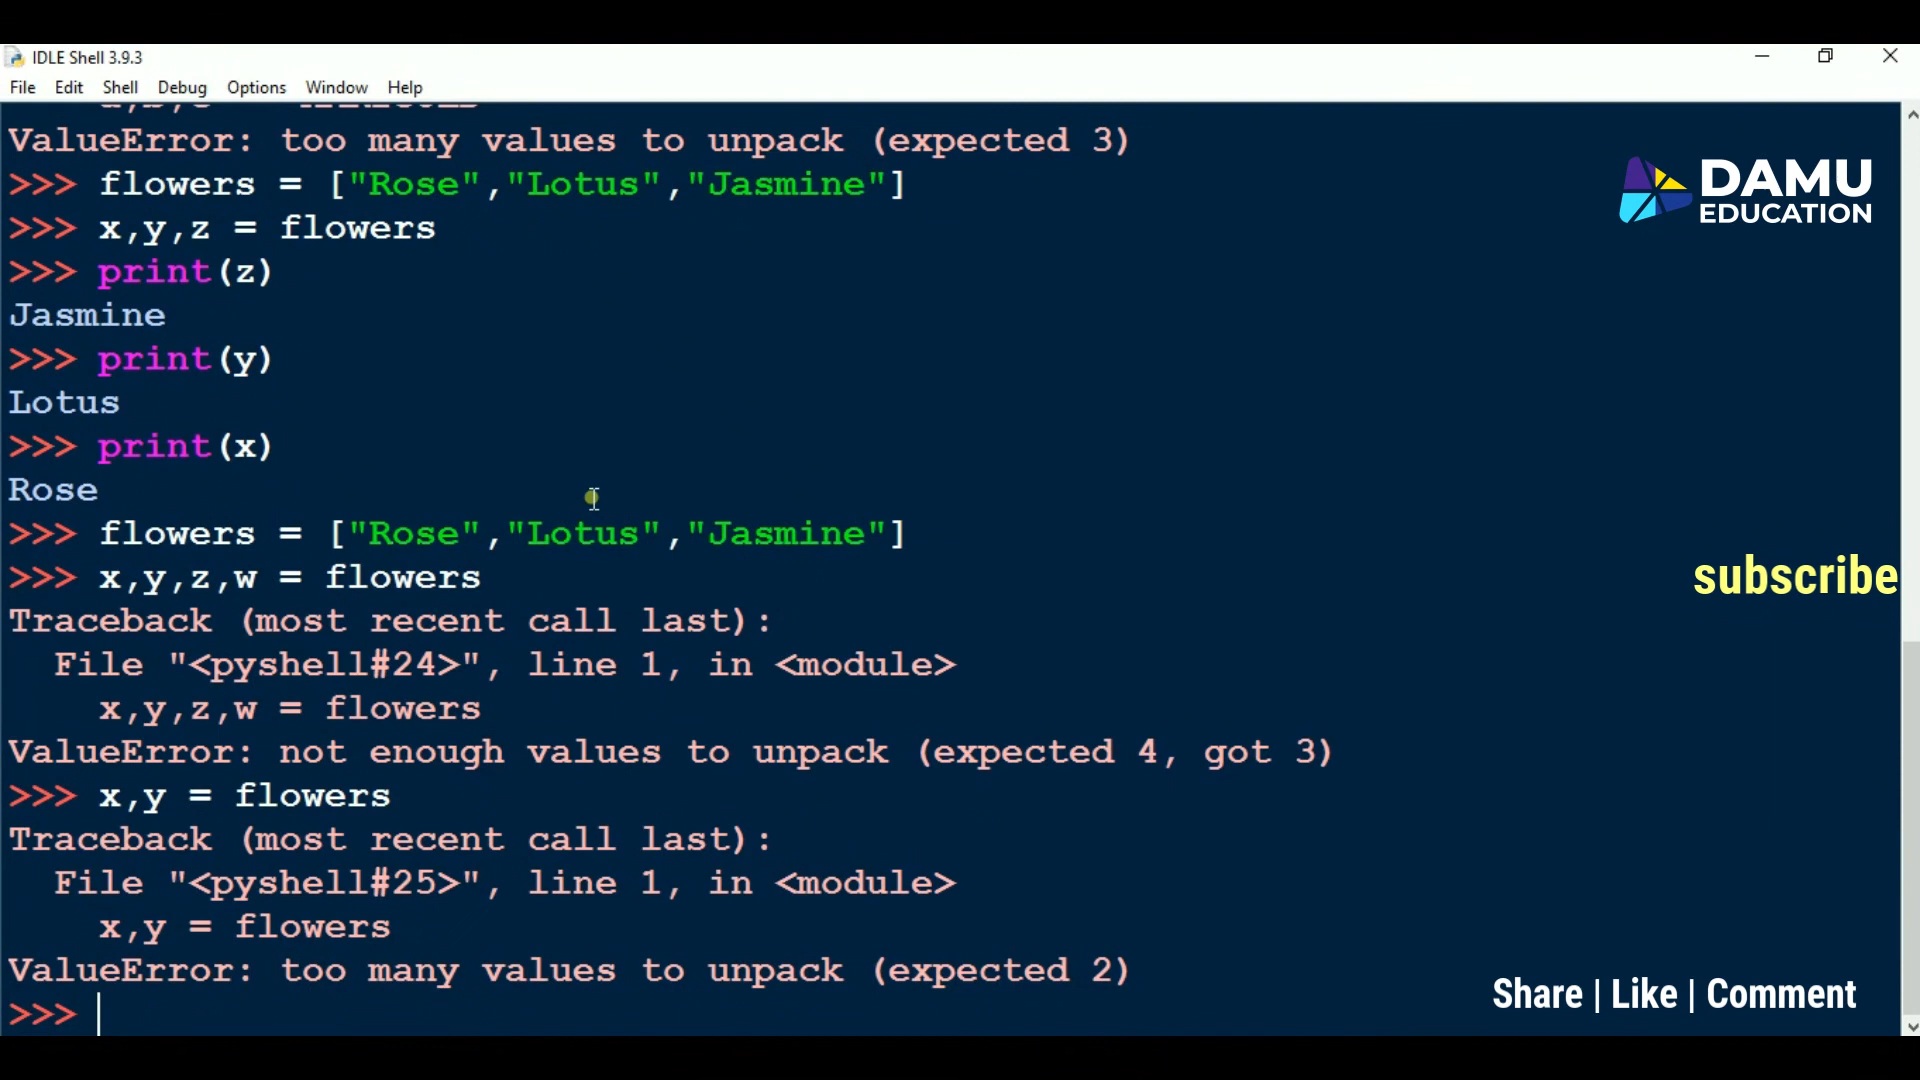 IDLE Shell 3.9.3
File Edit Shell Debug Options Window Help
ValueError: too many values to unpack (expected 3)
>>> flowers = ["Rose","Lotus","Jasmine"]
>>> x,y,z = flowers
>>> print(z)
Jasmine
>>> print(y)
Lotus
>>> print(x)
Rose
>>> flowers = ["Rose","Lotus","Jasmine"]
>>> x,y,z,w = flowers
Traceback (most recent call last):
  File "<pyshell#24>", line 1, in <module>
    x,y,z,w = flowers
ValueError: not enough values to unpack (expected 4, got 3)
>>> x,y = flowers
Traceback (most recent call last):
  File "<pyshell#25>", line 1, in <module>
    x,y = flowers
ValueError: too many values to unpack (expected 2)
>>>
DAMU
EDUCATION
subscribe
Share | Like | Comment